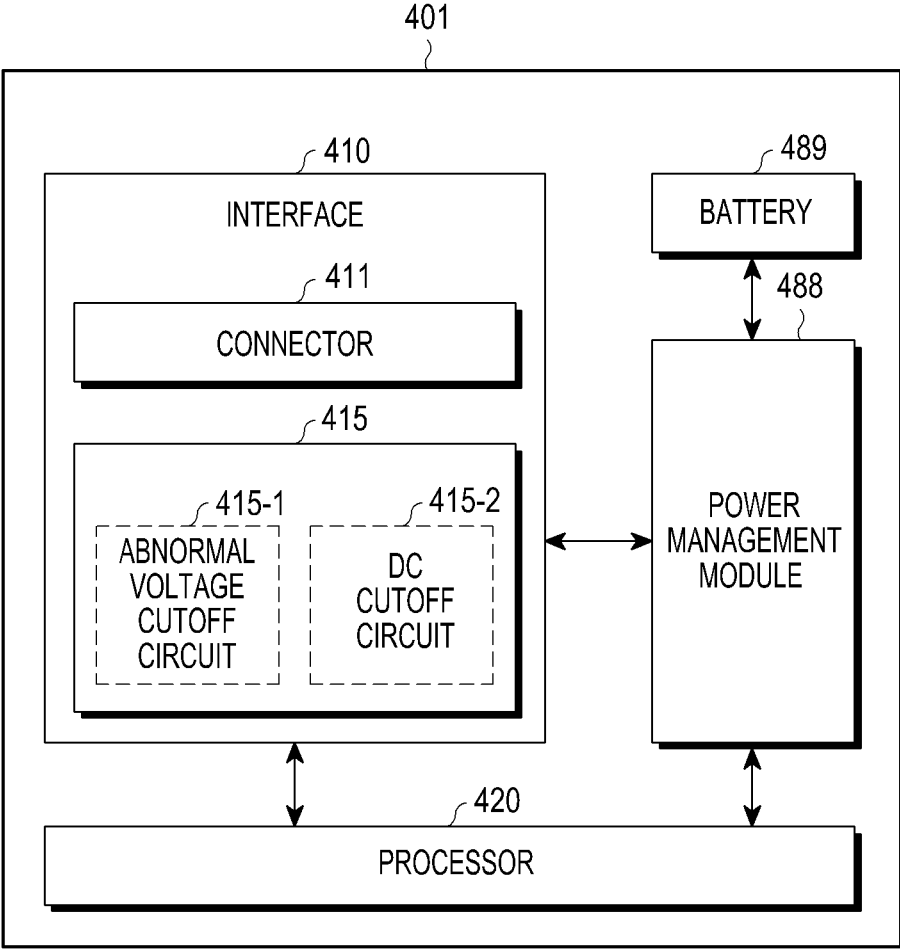 401
410
INTERFACE
489
BATTERY
411
CONNECTOR
488
415
415-1
ABNORMAL
VOLTAGE
CUTOFF
CIRCUIT
415-2
DC
CUTOFF
CIRCUIT
POWER
MANAGEMENT
MODULE
420
PROCESSOR